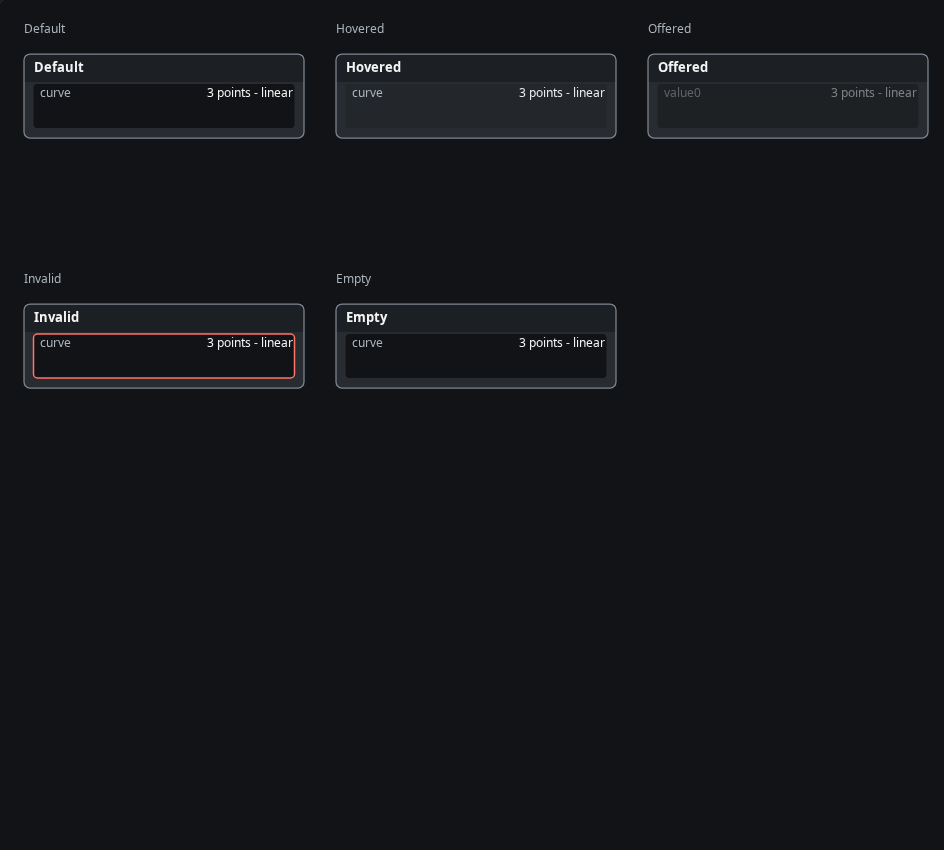 Default
Hovered
Offered
Default
Hovered
Offered
curve 3 points - linear
curve 3 points - linear
value0 3 points - linear
Invalid
Empty
Invalid
Empty
curve 3 points - linear
curve 3 points - linear